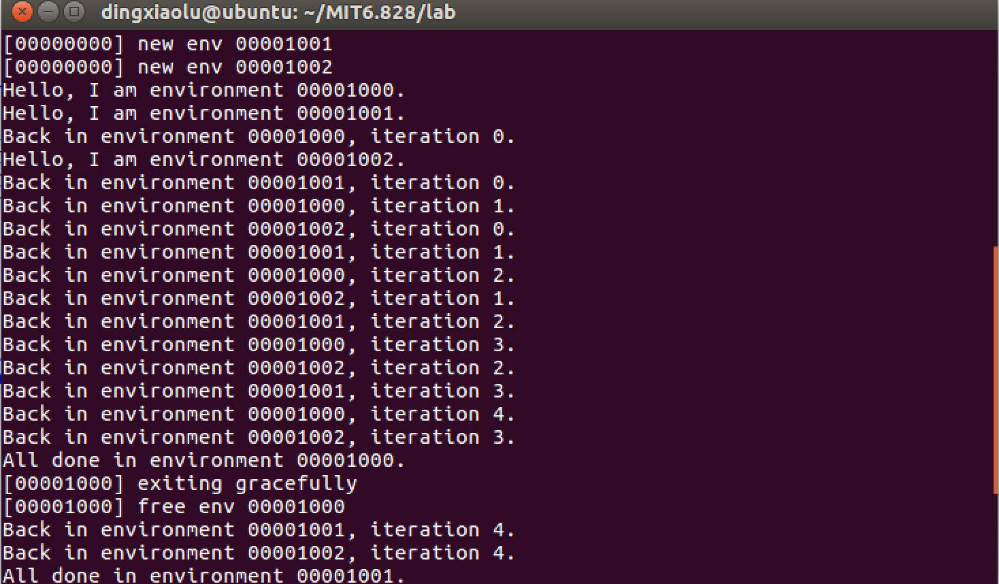 dingxiaolu@ubuntu: ~/MIT6.828/lab
[00000000] new env 00001001
[00000000] new env 00001002
Hello, I am environment 00001000.
Hello, I am environment 00001001.
Back in environment 00001000, iteration 0.
Hello, I am environment 00001002.
Back in environment 00001001, iteration 0.
Back in environment 00001000, iteration 1.
Back in environment 00001002, iteration 0.
Back in environment 00001001, iteration 1.
Back in environment 00001000, iteration 2.
Back in environment 00001002, iteration 1.
Back in environment 00001001, iteration 2.
Back in environment 00001000, iteration 3.
Back in environment 00001002, iteration 2.
Back in environment 00001001, iteration 3.
Back in environment 00001000, iteration 4.
Back in environment 00001002, iteration 3.
All done in environment 00001000.
[00001000] exiting gracefully
[00001000] free env 00001000
Back in environment 00001001, iteration 4.
Back in environment 00001002, iteration 4.
All done in environment 00001001.